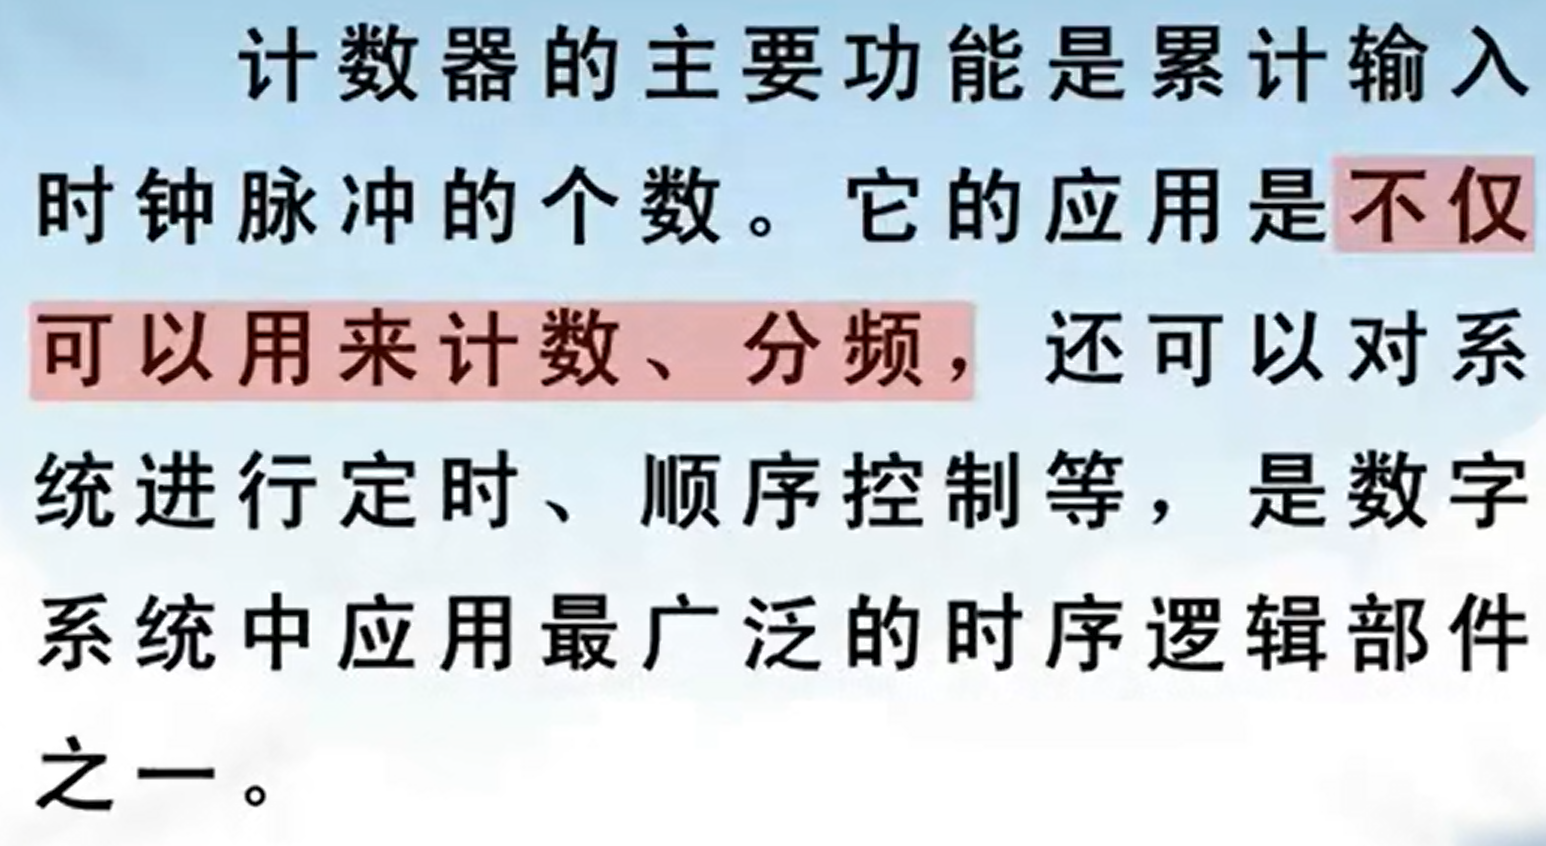 计数器的主要功能是累计输入
时钟脉冲的个数。它的应用是不仅
可以用来计数、分频，还可以对系
统进行定时、顺序控制等，是数字
系统中应用最广泛的时序逻辑部件
之一。